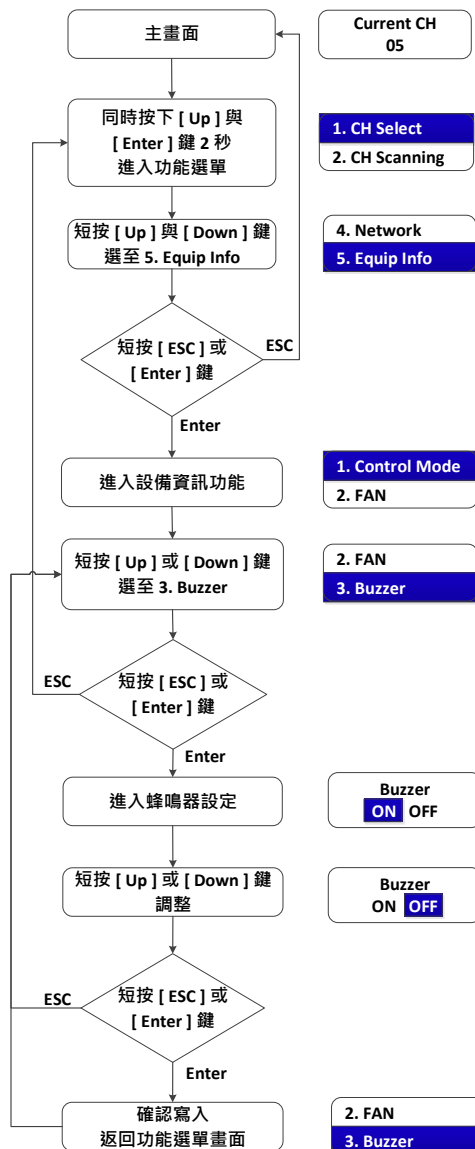 主畫面
Current CH
05
同時按下 [ Up ] 與
[ Enter ] 鍵 2 秒
進入功能選單
1. CH Select
2. CH Scanning
短按 [ Up ] 與 [ Down ] 鍵
選至 5. Equip Info
4. Network
5. Equip Info
短按 [ ESC ] 或
[ Enter ] 鍵
ESC
Enter
進入設備資訊功能
1. Control Mode
2. FAN
短按 [ Up ] 或 [ Down ] 鍵
選至 3. Buzzer
2. FAN
3. Buzzer
ESC
短按 [ ESC ] 或
[ Enter ] 鍵
Enter
進入蜂鳴器設定
Buzzer
ON OFF
短按 [ Up ] 或 [ Down ] 鍵
調整
Buzzer
ON OFF
ESC
短按 [ ESC ] 或
[ Enter ] 鍵
Enter
確認寫入
返回功能選單畫面
2. FAN
3. Buzzer